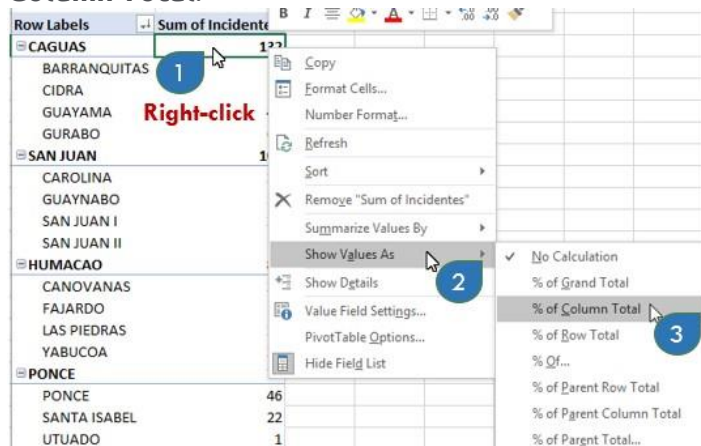 Column Total.
Row Labels Sum of Incidente
B I A
CAGUAS 132
BARRANQUITAS
CIDRA
GUAYAMA
GURABO
SAN JUAN
CAROLINA
GUAYNABO
SAN JUAN I
SAN JUAN II
HUMACAO
CANOVANAS
FAJARDO
LAS PIEDRAS
YABUCOA
PONCE
PONCE 46
SANTA ISABEL 22
UTUADO 1
1
Right-click
Copy
Format Cells...
Number Format...
Refresh
Sort
Remove "Sum of Incidentes"
Summarize Values By
Show Values As
2
Show Details
Value Field Settings...
PivotTable Options...
Hide Field List
No Calculation
% of Grand Total
% of Column Total
3
% of Row Total
% Of...
% of Parent Row Total
% of Parent Column Total
% of Parent Total...